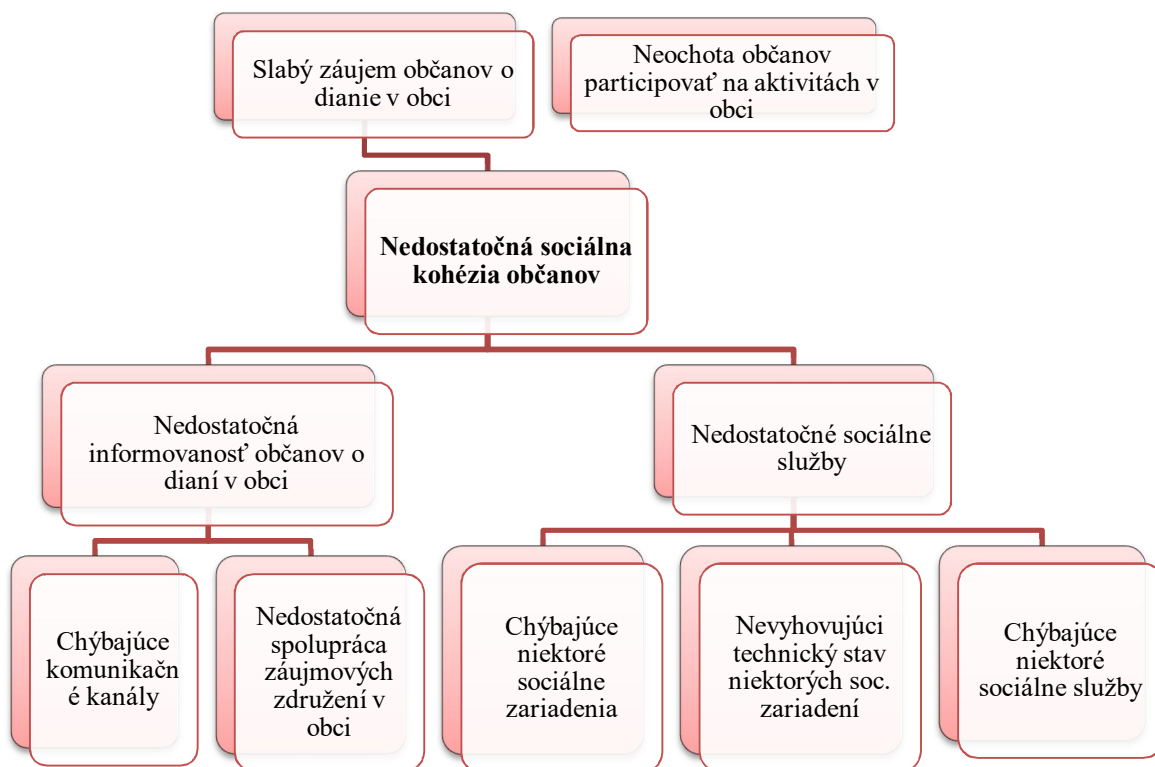 Slabý záujem občanov o
dianie v obci
Neochota občanov
participovať na aktivitách v
obci
Nedostatočná sociálna
kohézia občanov
Nedostatočná
informovanosť občanov o
dianí v obci
Nedostatočné sociálne
služby
Chýbajúce
komunikačn
é kanály
Nedostatočná
spolupráca
záujmových
združení v
obci
Chýbajúce
niektoré
sociálne
zariadenia
Nevyhovujúci
technický stav
niektorých soc.
zariadení
Chýbajúce
niektoré
sociálne služby